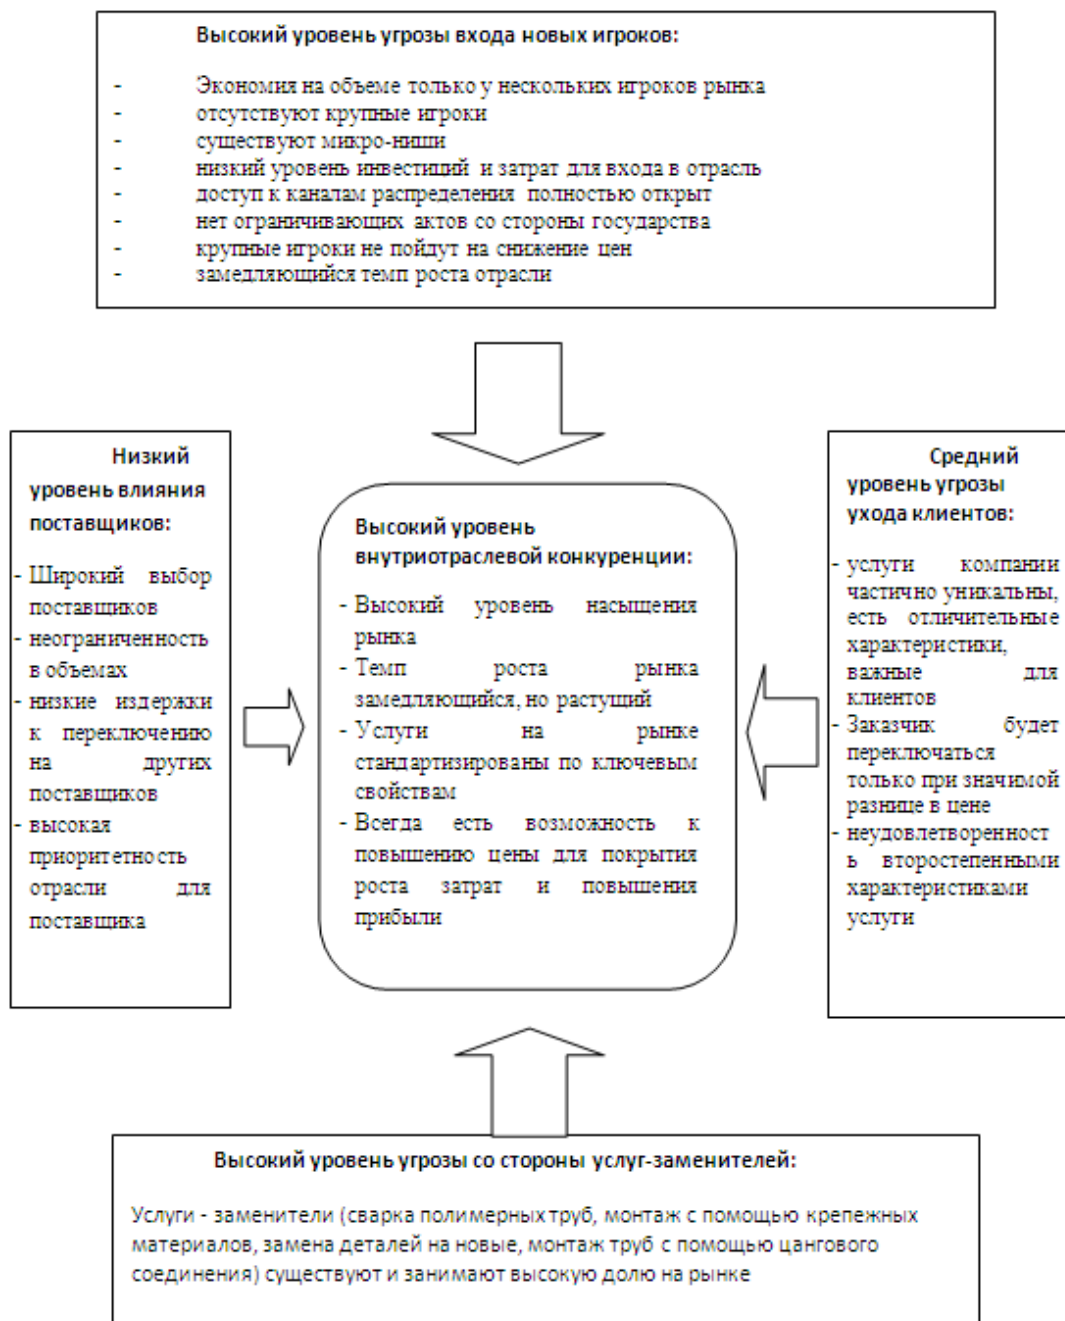 Высокий уровень угрозы входа новых игроков:
- Экономия на объеме только у нескольких игроков рынка
- отсутствуют крупные игроки
- существуют микро-ниши
- низкий уровень инвестиций и затрат для входа в отрасль
- доступ к каналам распределения полностью открыт
- нет ограничивающих актов со стороны государства
- крупные игроки не пойдут на снижение цен
- замедляющийся темп роста отрасли
Низкий
уровень влияния
поставщиков:
- Широкий выбор
поставщиков
- неограниченность
в объемах
- низкие издержки
к переключению
на других
поставщиков
- высокая
приоритетность
отрасли для
поставщика
Высокий уровень
внутриотраслевой конкуренции:
- Высокий уровень насыщения
рынка
- Темп роста рынка
замедляющийся, но растущий
- Услуги на рынке
стандартизированы по ключевым
свойствам
- Всегда есть возможность к
повышению цены для покрытия
роста затрат и повышения
прибыли
Средний
уровень угрозы
ухода клиентов:
- услуги компании
частично уникальны,
есть отличительные
характеристики,
важные для
клиентов
- Заказчик будет
переключаться
только при значимой
разнице в цене
- неудовлетворенност
ь второстепенными
характеристиками
услуги
Высокий уровень угрозы со стороны услуг-заменителей:
Услуги - заменители (сварка полимерных труб, монтаж с помощью крепежных
материалов, замена деталей на новые, монтаж труб с помощью цангового
соединения) существуют и занимают высокую долю на рынке